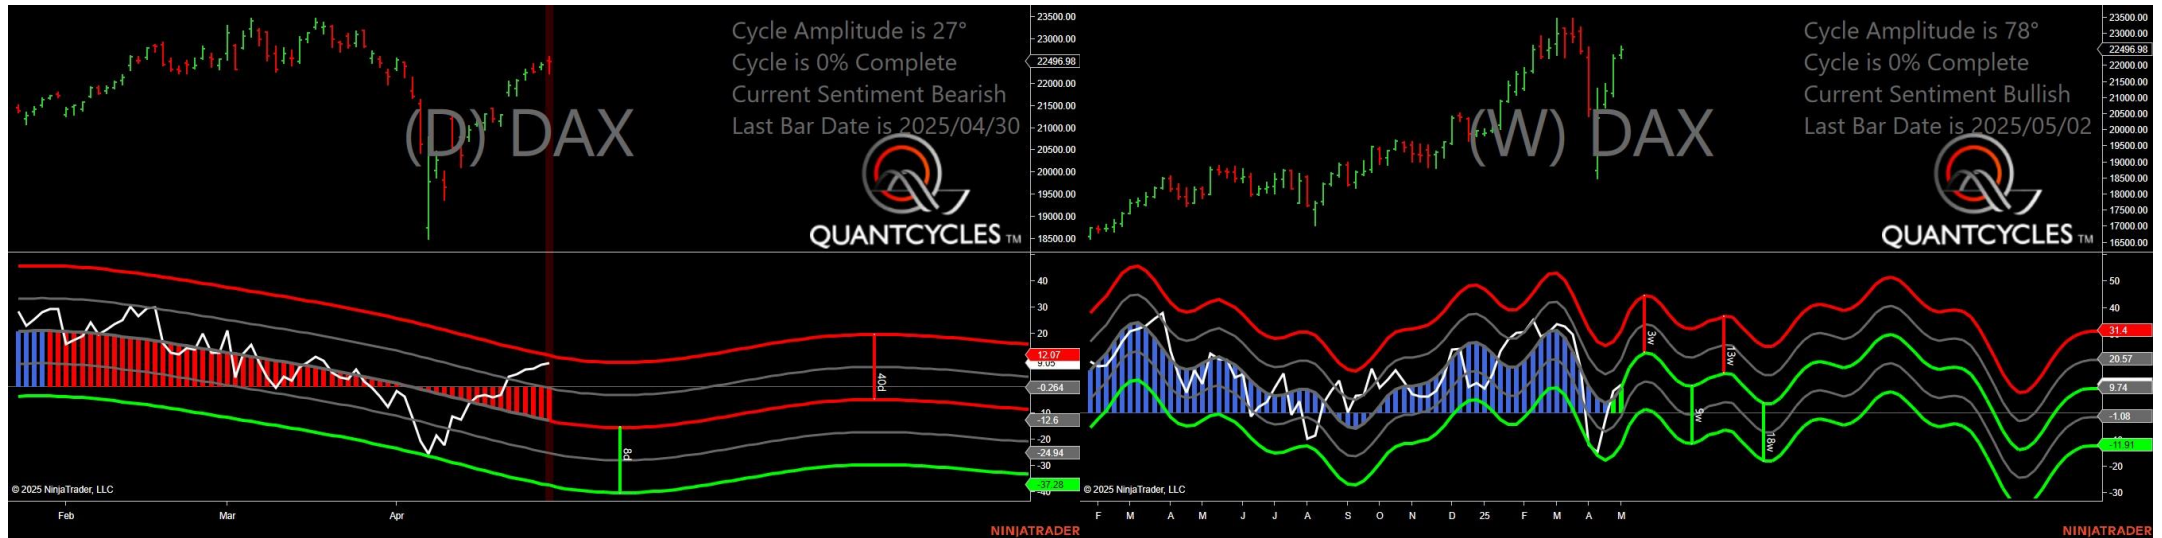 (D) DAX
Cycle Amplitude is 27°
Cycle is 0% Complete
Current Sentiment Bearish
Last Bar Date is 2025/04/30
QUANTCYCLES TM
23500.00
23000.00
22496.98
22000.00
21500.00
21000.00
20500.00
20000.00
19500.00
19000.00
18500.00
40
30
20
12.07
9.05
-0.264
-12.6
-20
-24.94
-30
-37.28
40d
8d
© 2025 NinjaTrader, LLC
Feb
Mar
Apr
NINJATRADER
(W) DAX
Cycle Amplitude is 78°
Cycle is 0% Complete
Current Sentiment Bullish
Last Bar Date is 2025/05/02
QUANTCYCLES TM
23500.00
23000.00
22496.98
22000.00
21500.00
21000.00
20500.00
20000.00
19500.00
19000.00
18500.00
18000.00
17500.00
17000.00
16500.00
50
40
31.4
20.57
9.74
-1.08
-11.91
-20
-30
3w
13w
9w
18w
© 2025 NinjaTrader, LLC
F M A M J J A S O N D 25 F M A M
NINJATRADER